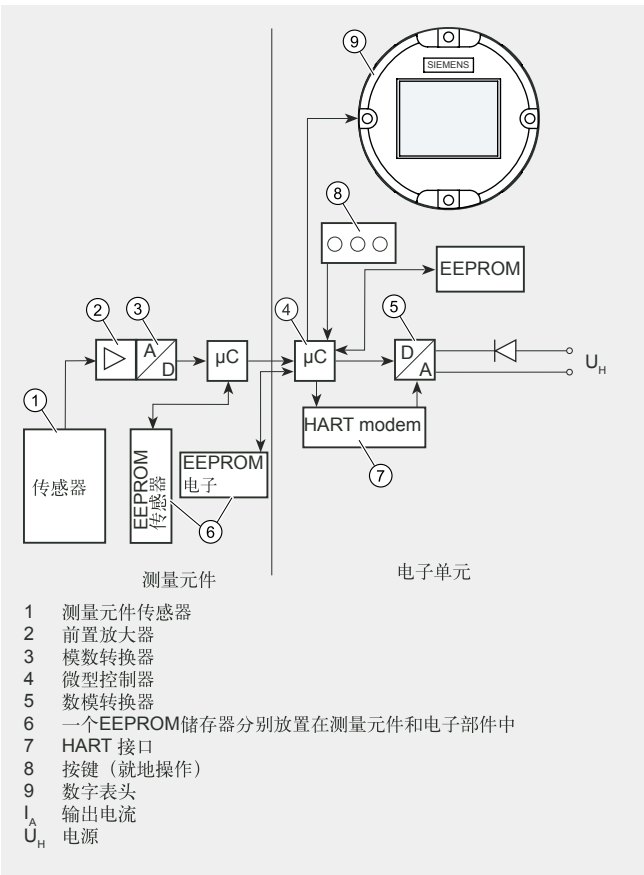 9
SIEMENS
8
EEPROM
2
3
4
5
A
D
µC
µC
D
A
U_H
1
HART modem
传感器
EEPROM
传感器
EEPROM
电子
6
7
测量元件
电子单元
1 测量元件传感器
2 前置放大器
3 模数转换器
4 微型控制器
5 数模转换器
6 一个EEPROM储存器分别放置在测量元件和电子部件中
7 HART 接口
8 按键（就地操作）
9 数字表头
I_A 输出电流
U_H 电源